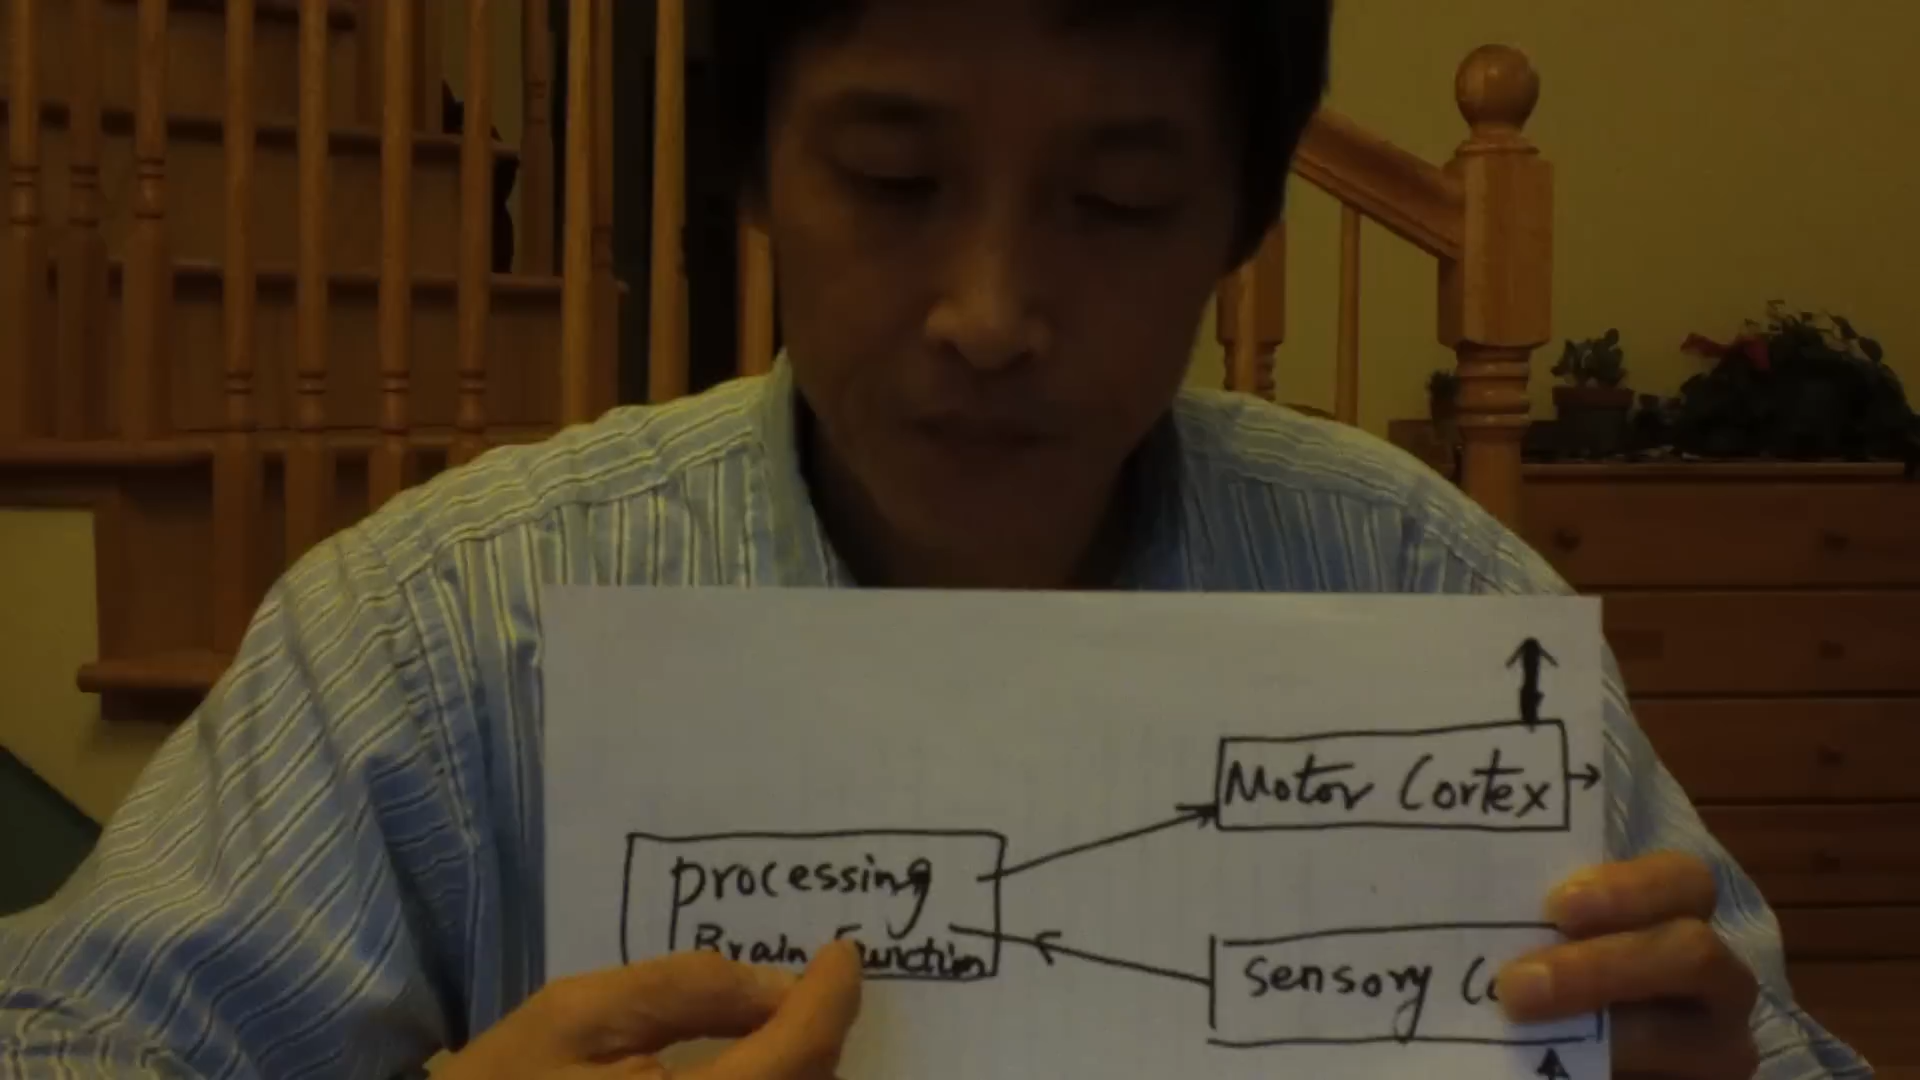 Motor Cortex
processing
Brain Function
Sensory